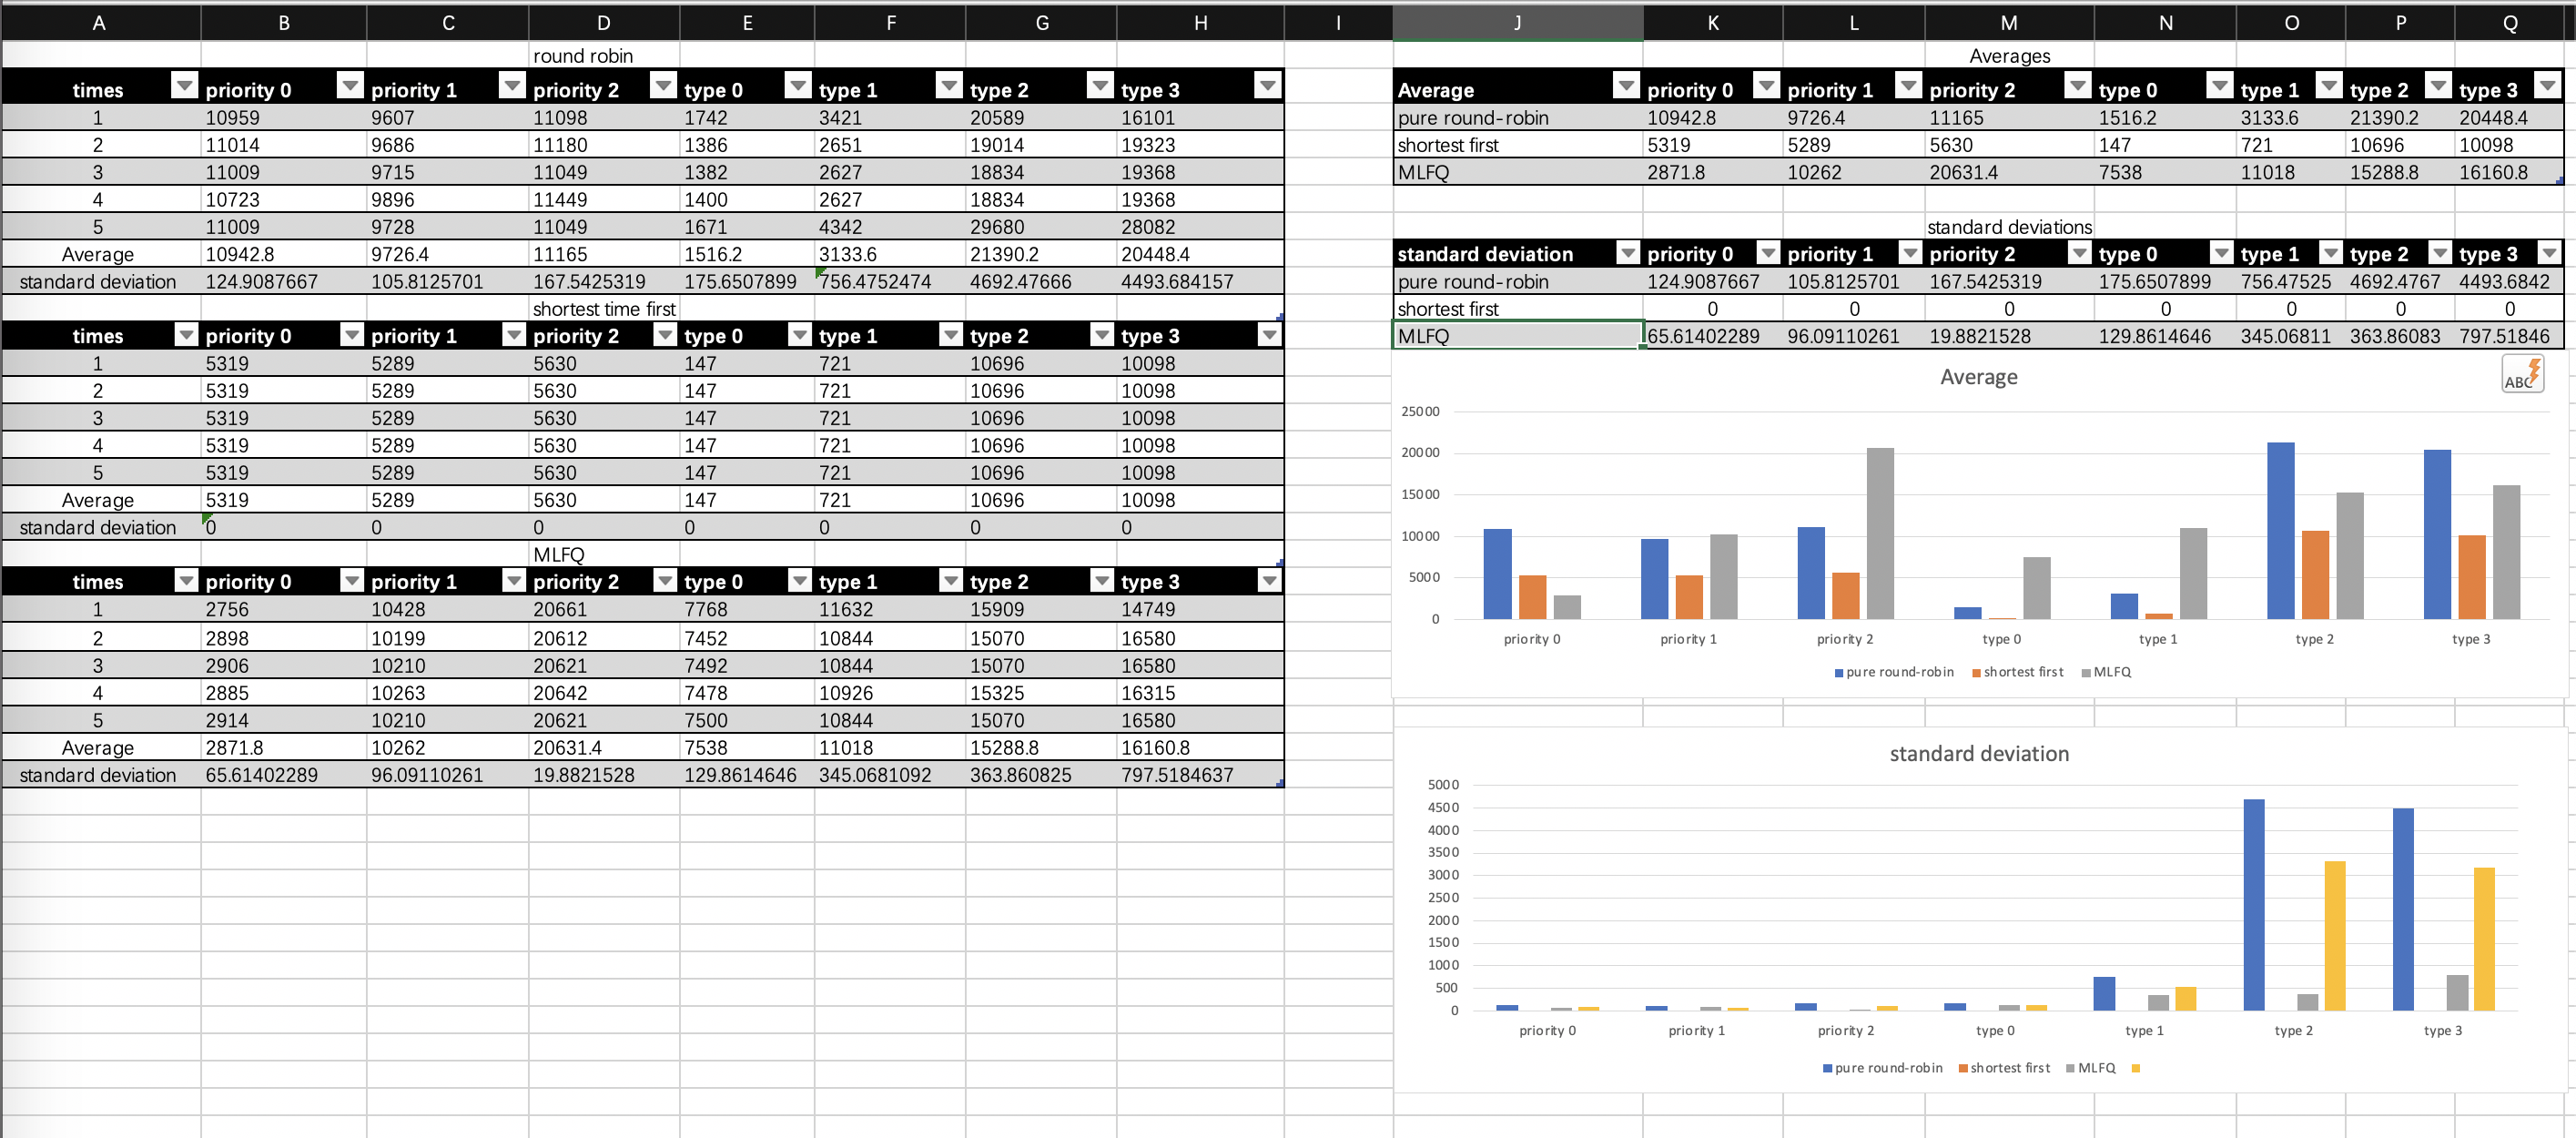 A B C D E F G H I J K L M N O P Q
round robin
times priority 0 priority 1 priority 2 type 0 type 1 type 2 type 3
1 10959 9607 11098 1742 3421 20589 16101
2 11014 9686 11180 1386 2651 19014 19323
3 11009 9715 11049 1382 2627 18834 19368
4 10723 9896 11449 1400 2627 18834 19368
5 11009 9728 11049 1671 4342 29680 28082
Average 10942.8 9726.4 11165 1516.2 3133.6 21390.2 20448.4
standard deviation 124.9087667 105.8125701 167.5425319 175.6507899 756.4752474 4692.47666 4493.684157
shortest time first
times priority 0 priority 1 priority 2 type 0 type 1 type 2 type 3
1 5319 5289 5630 147 721 10696 10098
2 5319 5289 5630 147 721 10696 10098
3 5319 5289 5630 147 721 10696 10098
4 5319 5289 5630 147 721 10696 10098
5 5319 5289 5630 147 721 10696 10098
Average 5319 5289 5630 147 721 10696 10098
standard deviation 0 0 0 0 0 0 0
MLFQ
times priority 0 priority 1 priority 2 type 0 type 1 type 2 type 3
1 2756 10428 20661 7768 11632 15909 14749
2 2898 10199 20612 7452 10844 15070 16580
3 2906 10210 20621 7492 10844 15070 16580
4 2885 10263 20642 7478 10926 15325 16315
5 2914 10210 20621 7500 10844 15070 16580
Average 2871.8 10262 20631.4 7538 11018 15288.8 16160.8
standard deviation 65.61402289 96.09110261 19.8821528 129.8614646 345.0681092 363.860825 797.5184637
Averages
Average priority 0 priority 1 priority 2 type 0 type 1 type 2 type 3
pure round-robin 10942.8 9726.4 11165 1516.2 3133.6 21390.2 20448.4
shortest first 5319 5289 5630 147 721 10696 10098
MLFQ 2871.8 10262 20631.4 7538 11018 15288.8 16160.8
standard deviations
standard deviation priority 0 priority 1 priority 2 type 0 type 1 type 2 type 3
pure round-robin 124.9087667 105.8125701 167.5425319 175.6507899 756.47525 4692.4767 4493.6842
shortest first 0 0 0 0 0 0 0
MLFQ 65.61402289 96.09110261 19.8821528 129.8614646 345.06811 363.86083 797.51846
Average
ABC
25000
20000
15000
10000
5000
0
priority 0 priority 1 priority 2 type 0 type 1 type 2 type 3
pure round-robin shortest first MLFQ
standard deviation
5000
4500
4000
3500
3000
2500
2000
1500
1000
500
0
priority 0 priority 1 priority 2 type 0 type 1 type 2 type 3
pure round-robin shortest first MLFQ